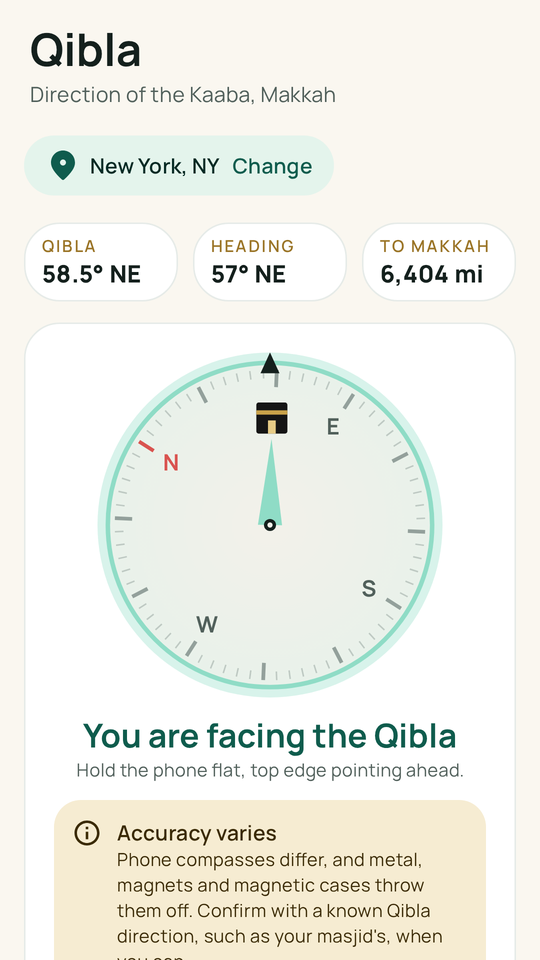 Qibla
Direction of the Kaaba, Makkah
New York, NY Change
QIBLA
58.5° NE
HEADING
57° NE
TO MAKKAH
6,404 mi
N
E
S
W
You are facing the Qibla
Hold the phone flat, top edge pointing ahead.
Accuracy varies
Phone compasses differ, and metal,
magnets and magnetic cases throw
them off. Confirm with a known Qibla
direction, such as your masjid's, when
you can.